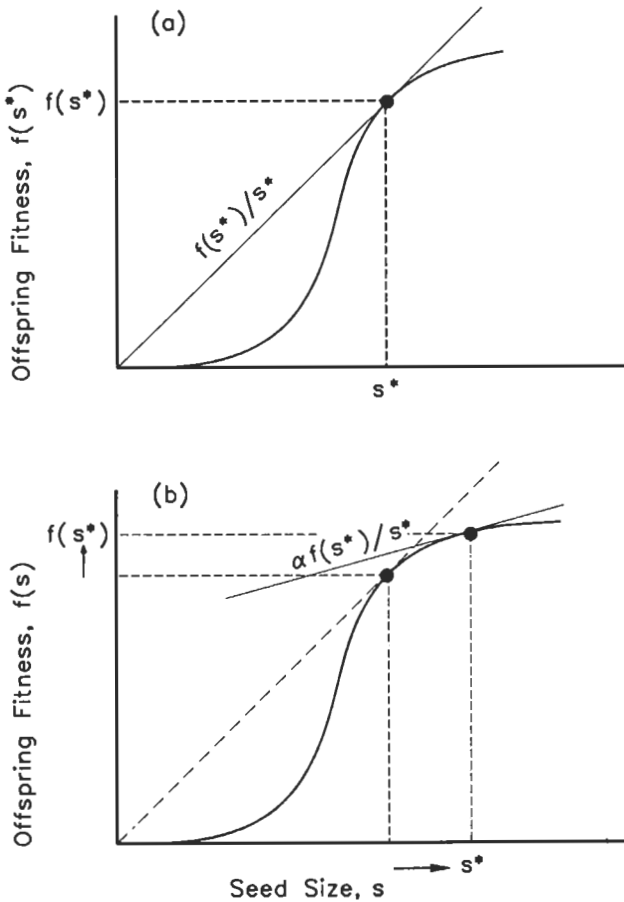 (a)
f(s*)
f(s*)/s*
Offspring Fitness, f(s*)
s*
(b)
f(s*)
αf(s*)/s*
Offspring Fitness, f(s)
s*
Seed Size, s